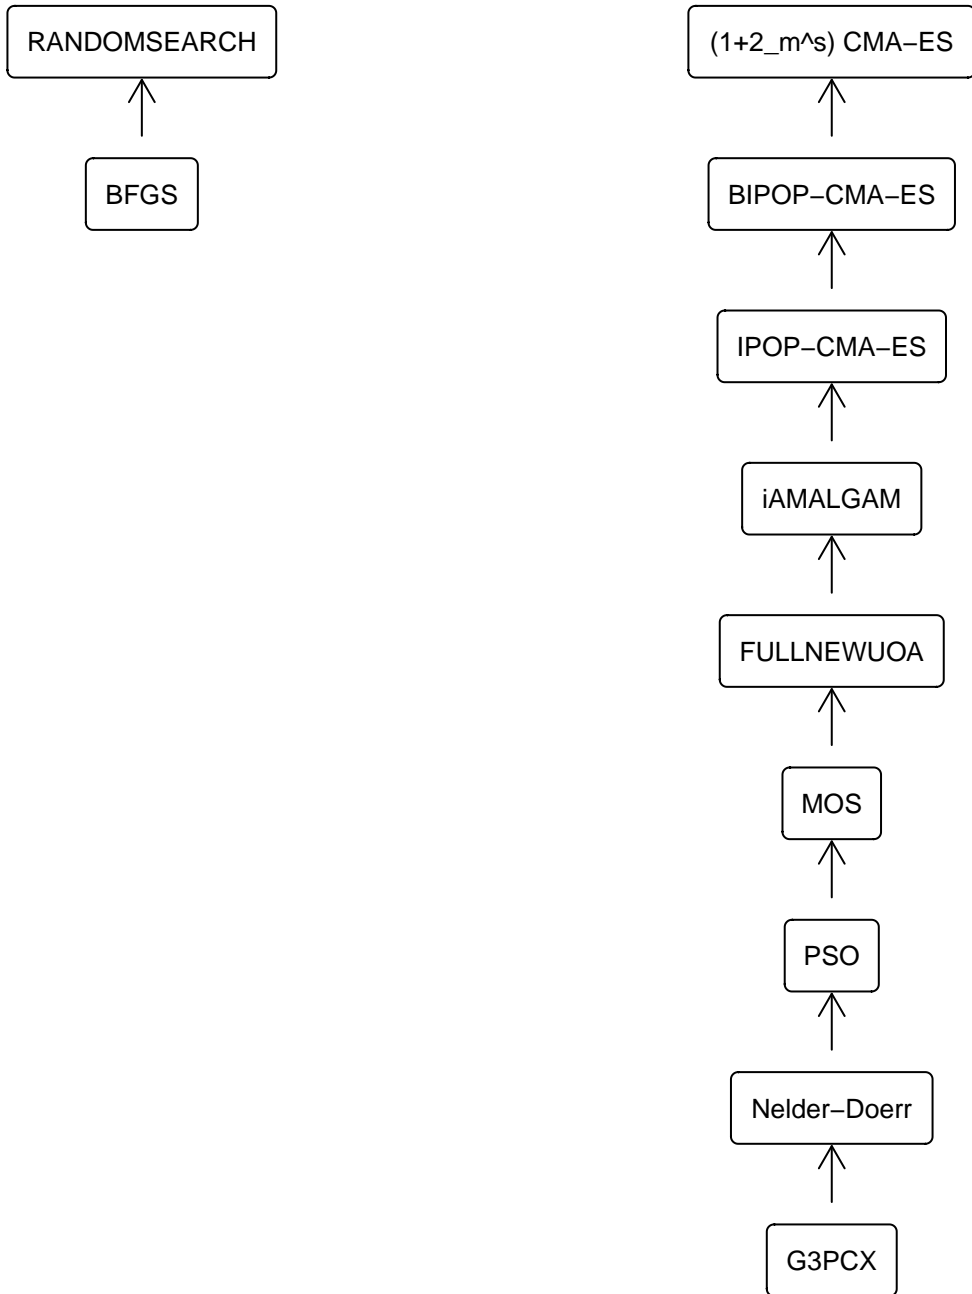 RANDOMSEARCH
(1+2_m^s) CMA−ES
BFGS
BIPOP−CMA−ES
IPOP−CMA−ES
iAMALGAM
FULLNEWUOA
MOS
PSO
Nelder−Doerr
G3PCX